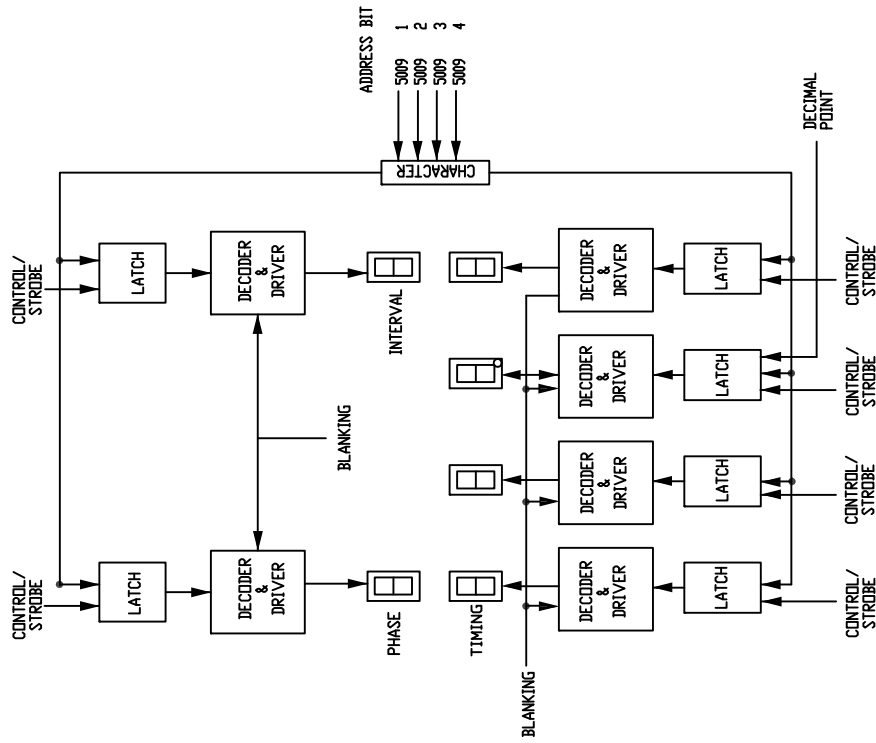 CONTROL/
STROBE
CONTROL/
STROBE
LATCH
LATCH
DECODER
&
DRIVER
DECODER
&
DRIVER
BLANKING
PHASE
INTERVAL
ADDRESS BIT
5009 1
5009 2
5009 3
5009 4
CHARACTER
TIMING
BLANKING
DECODER
&
DRIVER
DECODER
&
DRIVER
DECODER
&
DRIVER
DECODER
&
DRIVER
LATCH
LATCH
LATCH
LATCH
DECIMAL
POINT
CONTROL/
STROBE
CONTROL/
STROBE
CONTROL/
STROBE
CONTROL/
STROBE